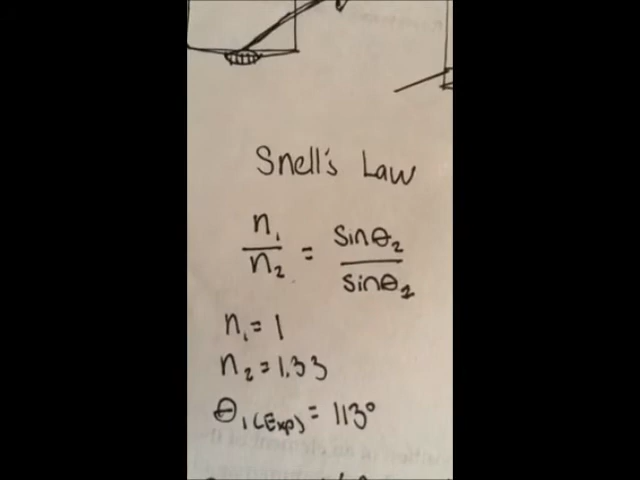 Snell's Law
n₁/n₂ = sinθ₂/sinθ₂
n₁ = 1
n₂ = 1.33
θ₁(Exp) = 113°